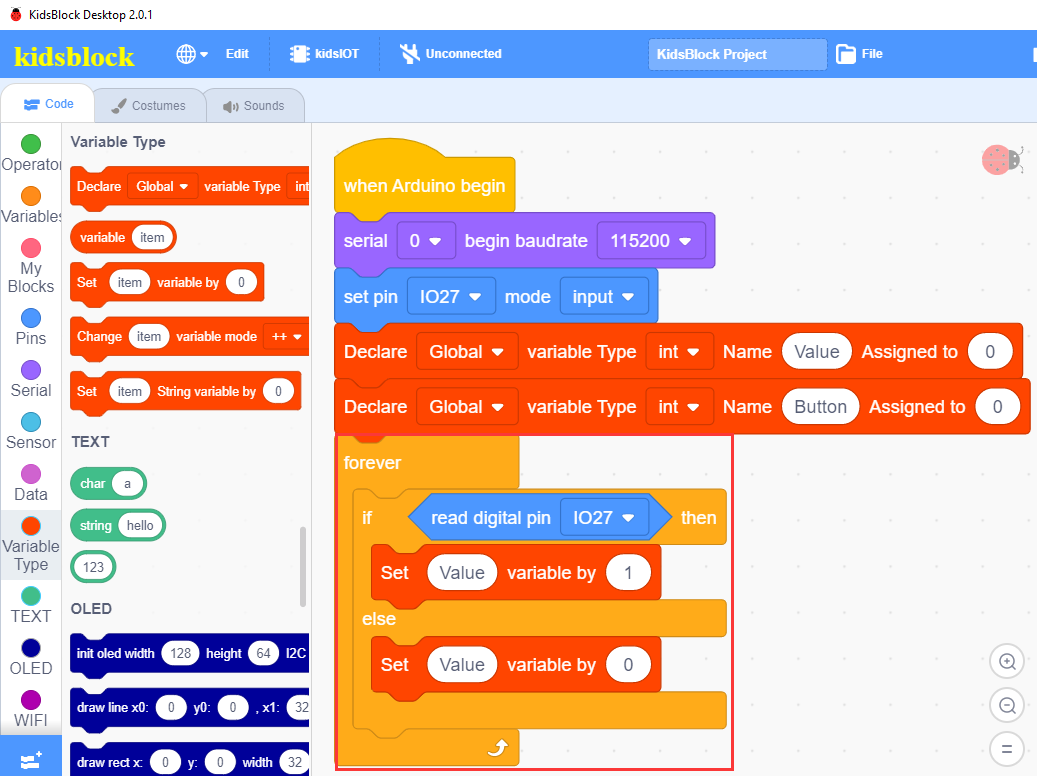 KidsBlock Desktop 2.0.1
kidsblock
Edit
kidsIOT
Unconnected
KidsBlock Project
File
Code
Costumes
Sounds
Operator
Variables
My
Blocks
Pins
Serial
Sensor
Data
Variable
Type
TEXT
OLED
WIFI
Variable Type
Declare Global variable Type int
variable item
Set item variable by 0
Change item variable mode ++
Set item String variable by 0
TEXT
char a
string hello
123
OLED
init oled width 128 height 64 I2C
draw line x0: 0 y0: 0 , x1: 32
draw rect x: 0 y: 0 width 32
when Arduino begin
serial 0 begin baudrate 115200
set pin IO27 mode input
Declare Global variable Type int Name Value Assigned to 0
Declare Global variable Type int Name Button Assigned to 0
forever
if read digital pin IO27 then
Set Value variable by 1
else
Set Value variable by 0